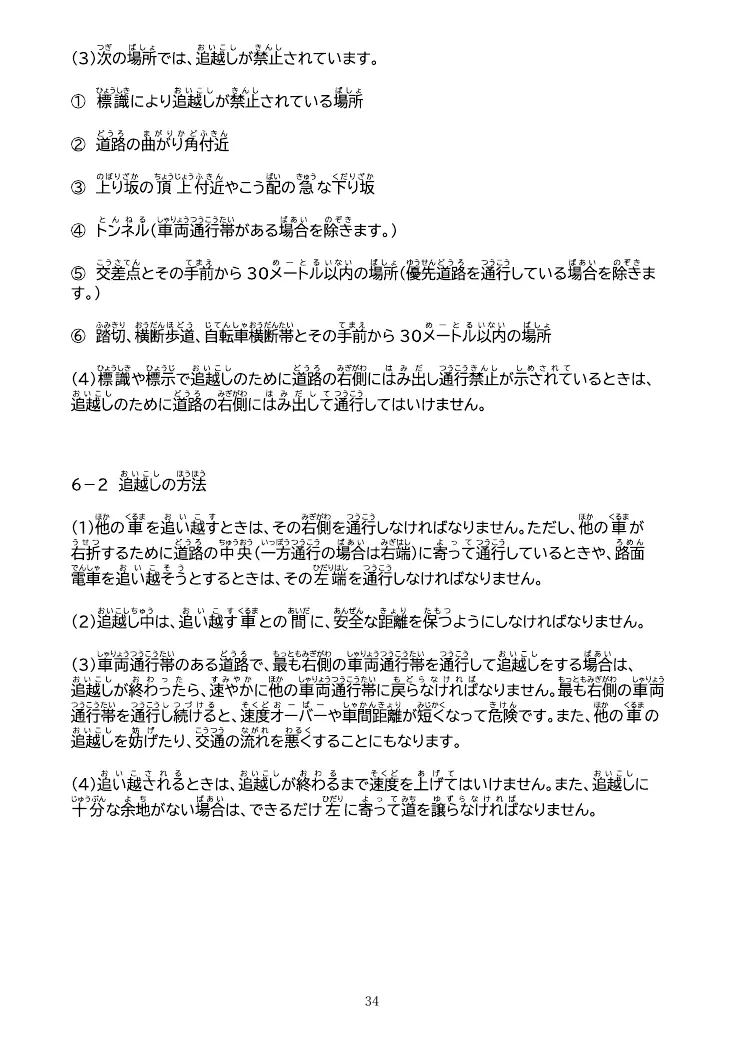 (3)次の場所では、追越しが禁止されています。
① 標識により追越しが禁止されている場所
② 道路の曲がり角付近
③ 上り坂の頂上付近やこう配の急な下り坂
④ トンネル(車両通行帯がある場合を除きます。)
⑤ 交差点とその手前から30メートル以内の場所(優先道路を通行している場合を除きま
す。)
⑥ 踏切、横断歩道、自転車横断帯とその手前から30メートル以内の場所
(4)標識や標示で追越しのために道路の右側にはみ出し通行禁止が示されているときは、
追越しのために道路の右側にはみ出して通行してはいけません。
6-2 追越しの方法
(1)他の車を追い越すときは、その右側を通行しなければなりません。ただし、他の車が
右折するために道路の中央(一方通行の場合は右端)に寄って通行しているときや、路面
電車を追い越そうとするときは、その左端を通行しなければなりません。
(2)追越し中は、追い越す車との間に、安全な距離を保つようにしなければなりません。
(3)車両通行帯のある道路で、最も右側の車両通行帯を通行して追越しをする場合は、
追越しが終わったら、速やかに他の車両通行帯に戻らなければなりません。最も右側の車両
通行帯を通行し続けると、速度オーバーや車間距離が短くなって危険です。また、他の車の
追越しを妨げたり、交通の流れを悪くすることにもなります。
(4)追い越されるときは、追越しが終わるまで速度を上げてはいけません。また、追越しに
十分な余地がない場合は、できるだけ左に寄って道を譲らなければなりません。
34